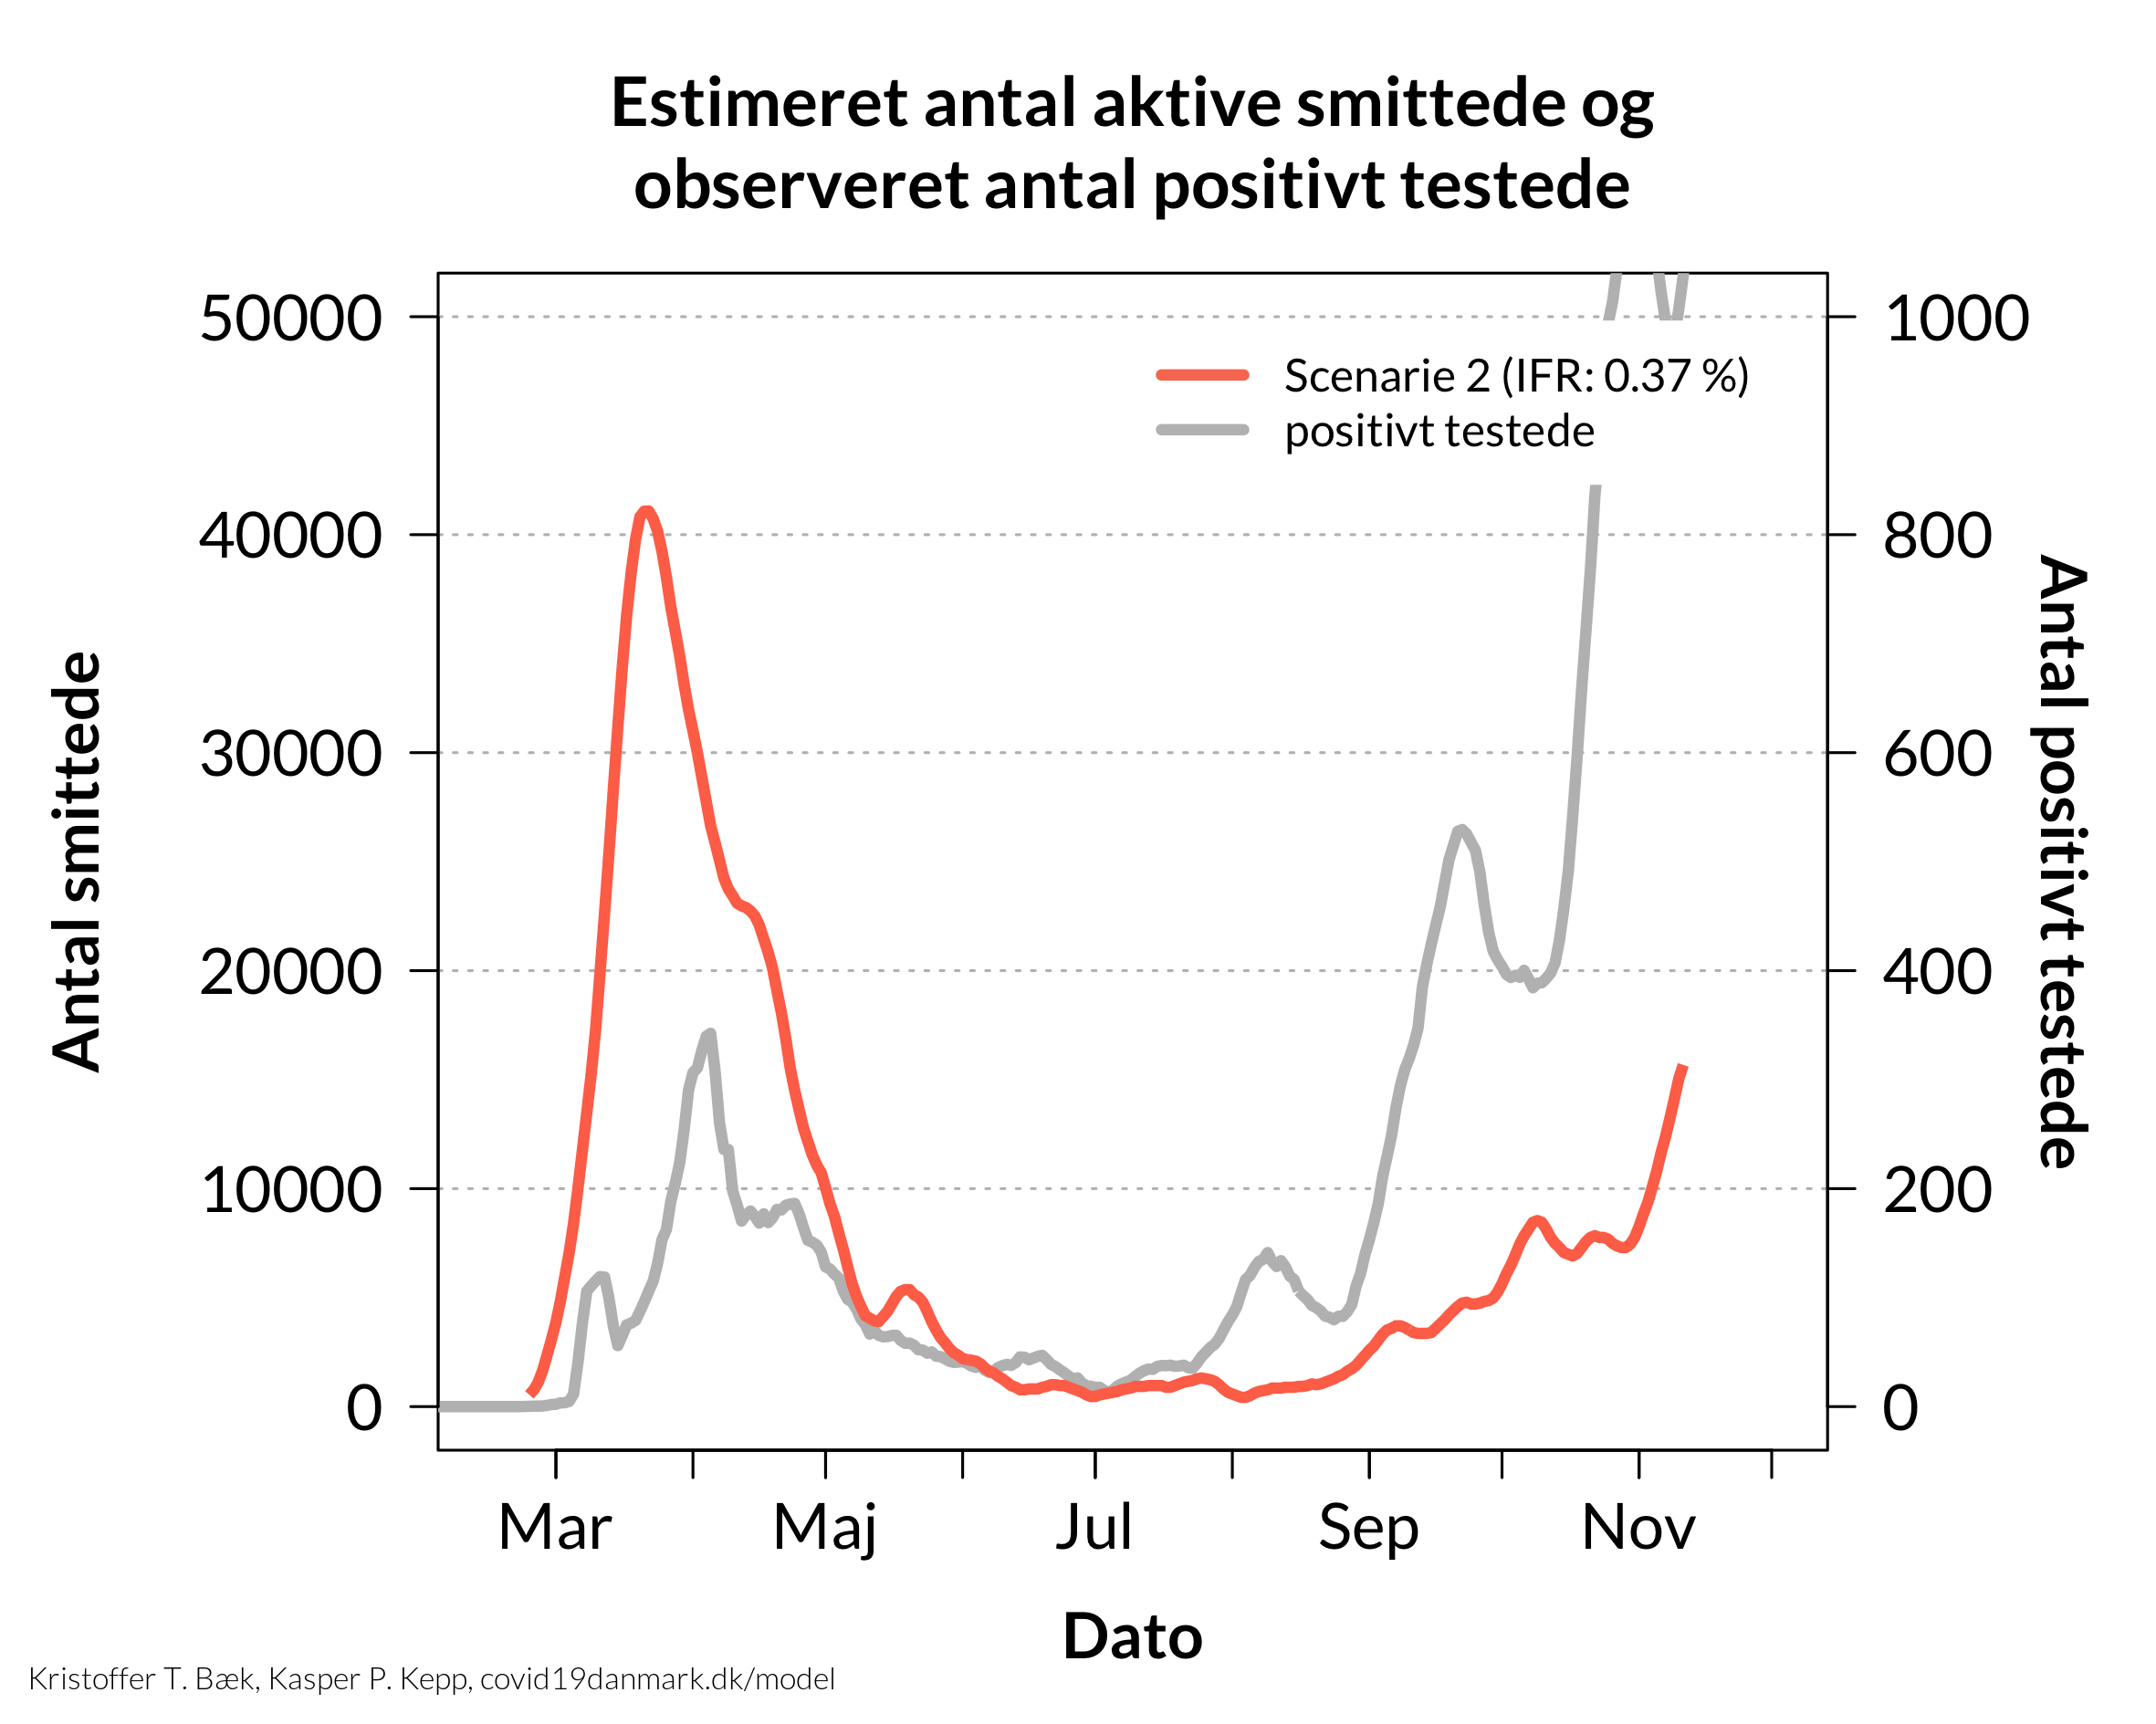 Estimeret antal aktive smittede og
observeret antal positivt testede
50000
40000
30000
20000
10000
0
Antal smittede
Scenarie 2 (IFR: 0.37 %)
positivt testede
1000
800
600
400
200
0
Antal positivt testede
Mar
Maj
Jul
Sep
Nov
Dato
Kristoffer T. Bæk, Kasper P. Kepp, covid19danmark.dk/model